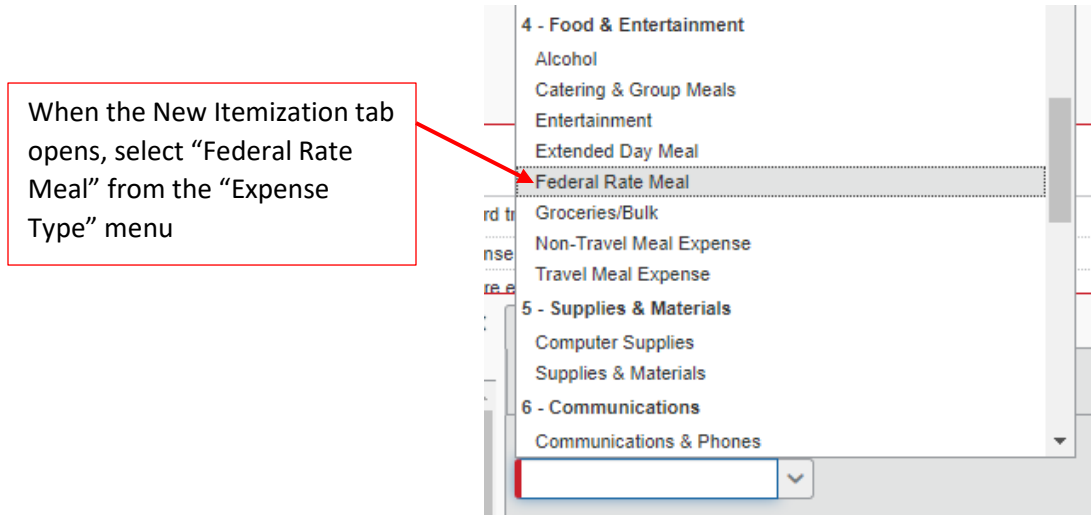 4 - Food & Entertainment
Alcohol
Catering & Group Meals
Entertainment
Extended Day Meal
Federal Rate Meal
Groceries/Bulk
Non-Travel Meal Expense
Travel Meal Expense
5 - Supplies & Materials
Computer Supplies
Supplies & Materials
6 - Communications
Communications & Phones
When the New Itemization tab
opens, select “Federal Rate
Meal” from the “Expense
Type” menu